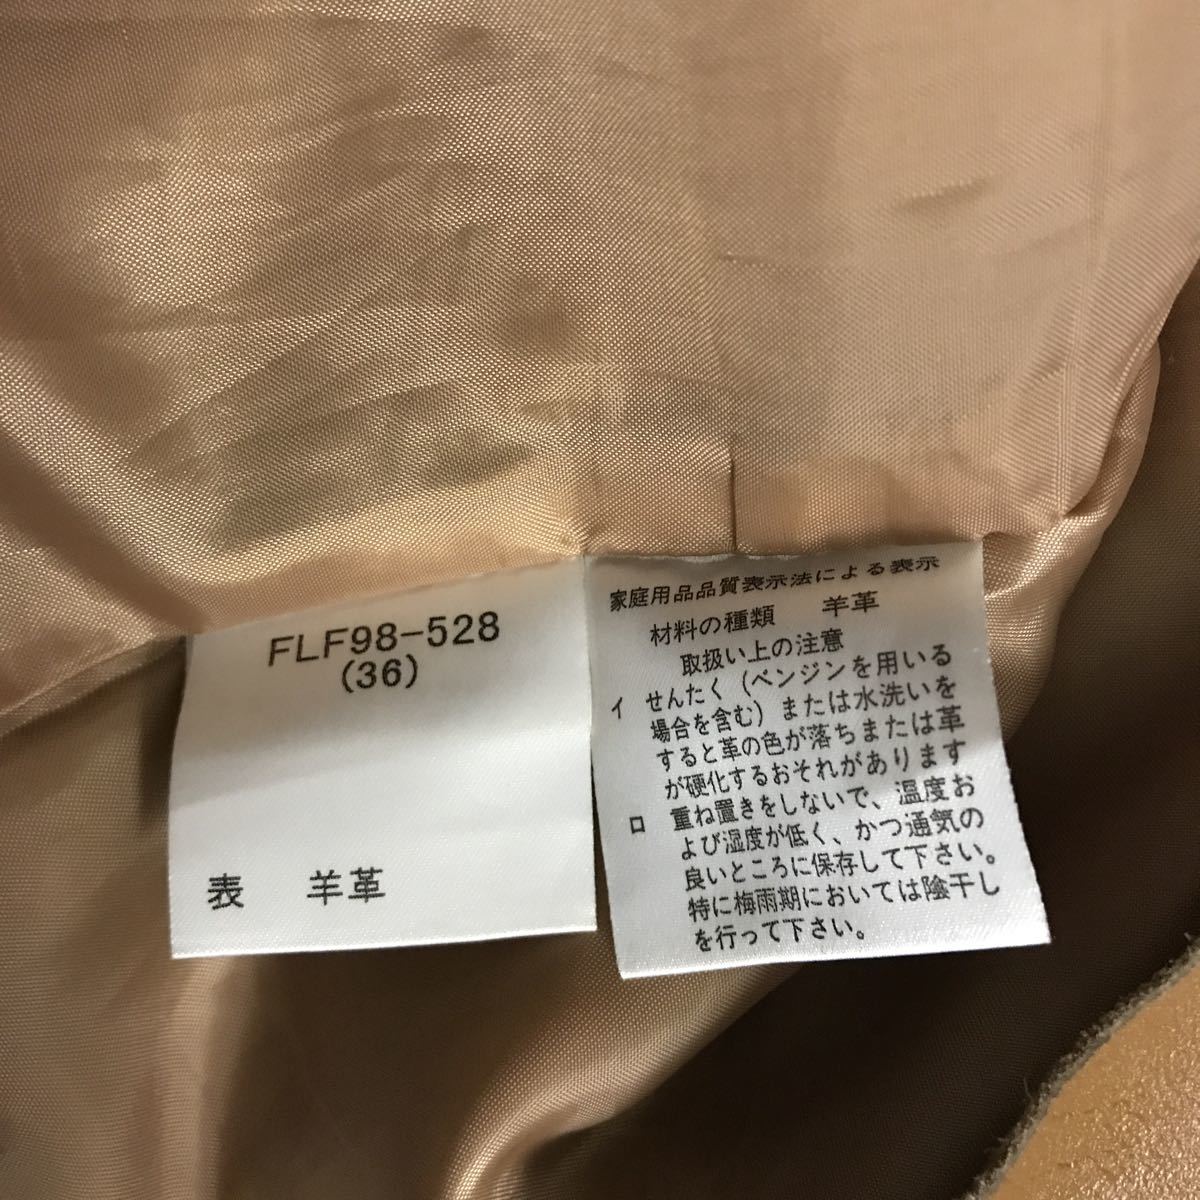 FLF98-528
(36)
表 羊革
家庭用品品質表示法による表示
材料の種類 羊革
取扱い上の注意
イ せんたく(ベンジンを用いる
場合を含む)または水洗いを
すると革の色が落ちまたは革
が硬化するおそれがあります
ロ 重ね置きをしないで、温度お
よび湿度が低く、かつ通気の
良いところに保存して下さい。
特に梅雨期においては陰干し
を行って下さい。